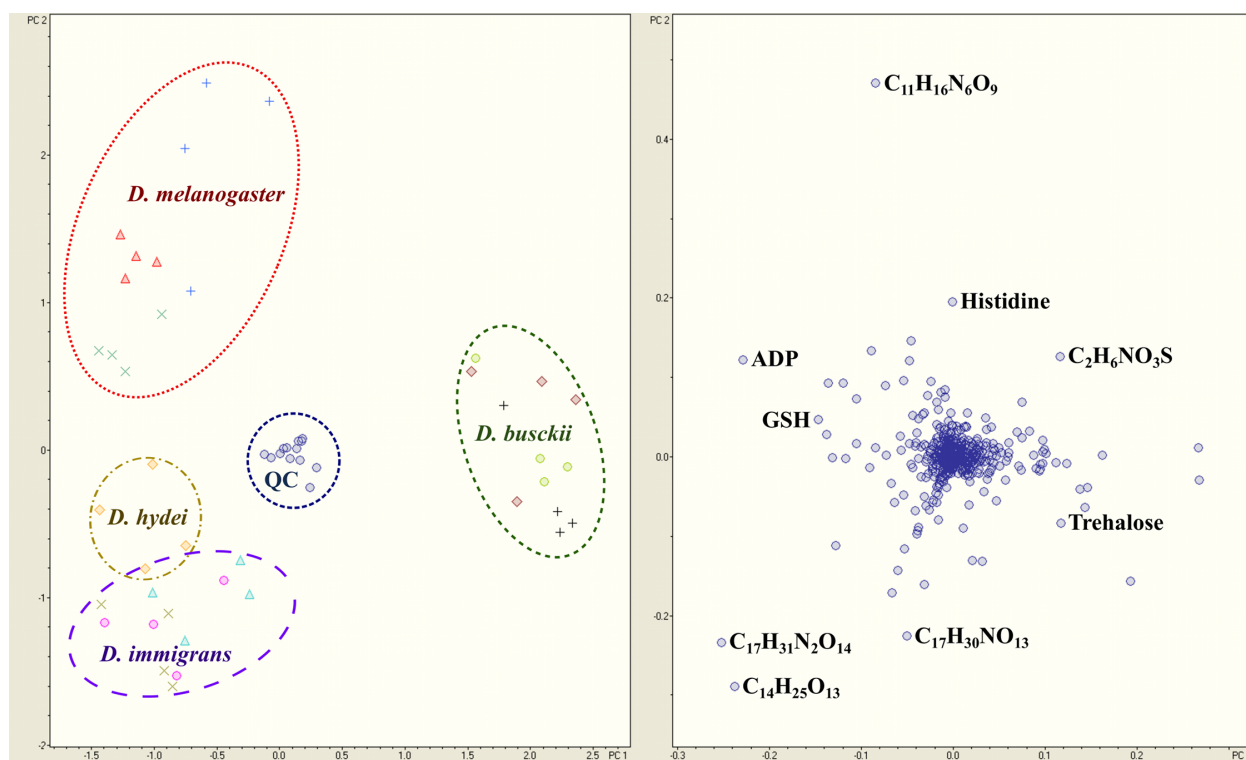 PC 2
2
1
0
-1
-2
-1.5
-1.0
-0.5
0.0
0.5
1.0
1.5
2.0
2.5
PC 1
D. melanogaster
D. busckii
QC
D. hydei
D. immigrans
PC 2
0.4
0.2
0.0
-0.2
-0.3
-0.2
-0.1
0.0
0.1
0.2
PC
C₁₁H₁₆N₆O₉
Histidine
ADP
C₂H₆NO₃S
GSH
Trehalose
C₁₇H₃₁N₂O₁₄
C₁₇H₃₀NO₁₃
C₁₄H₂₅O₁₃